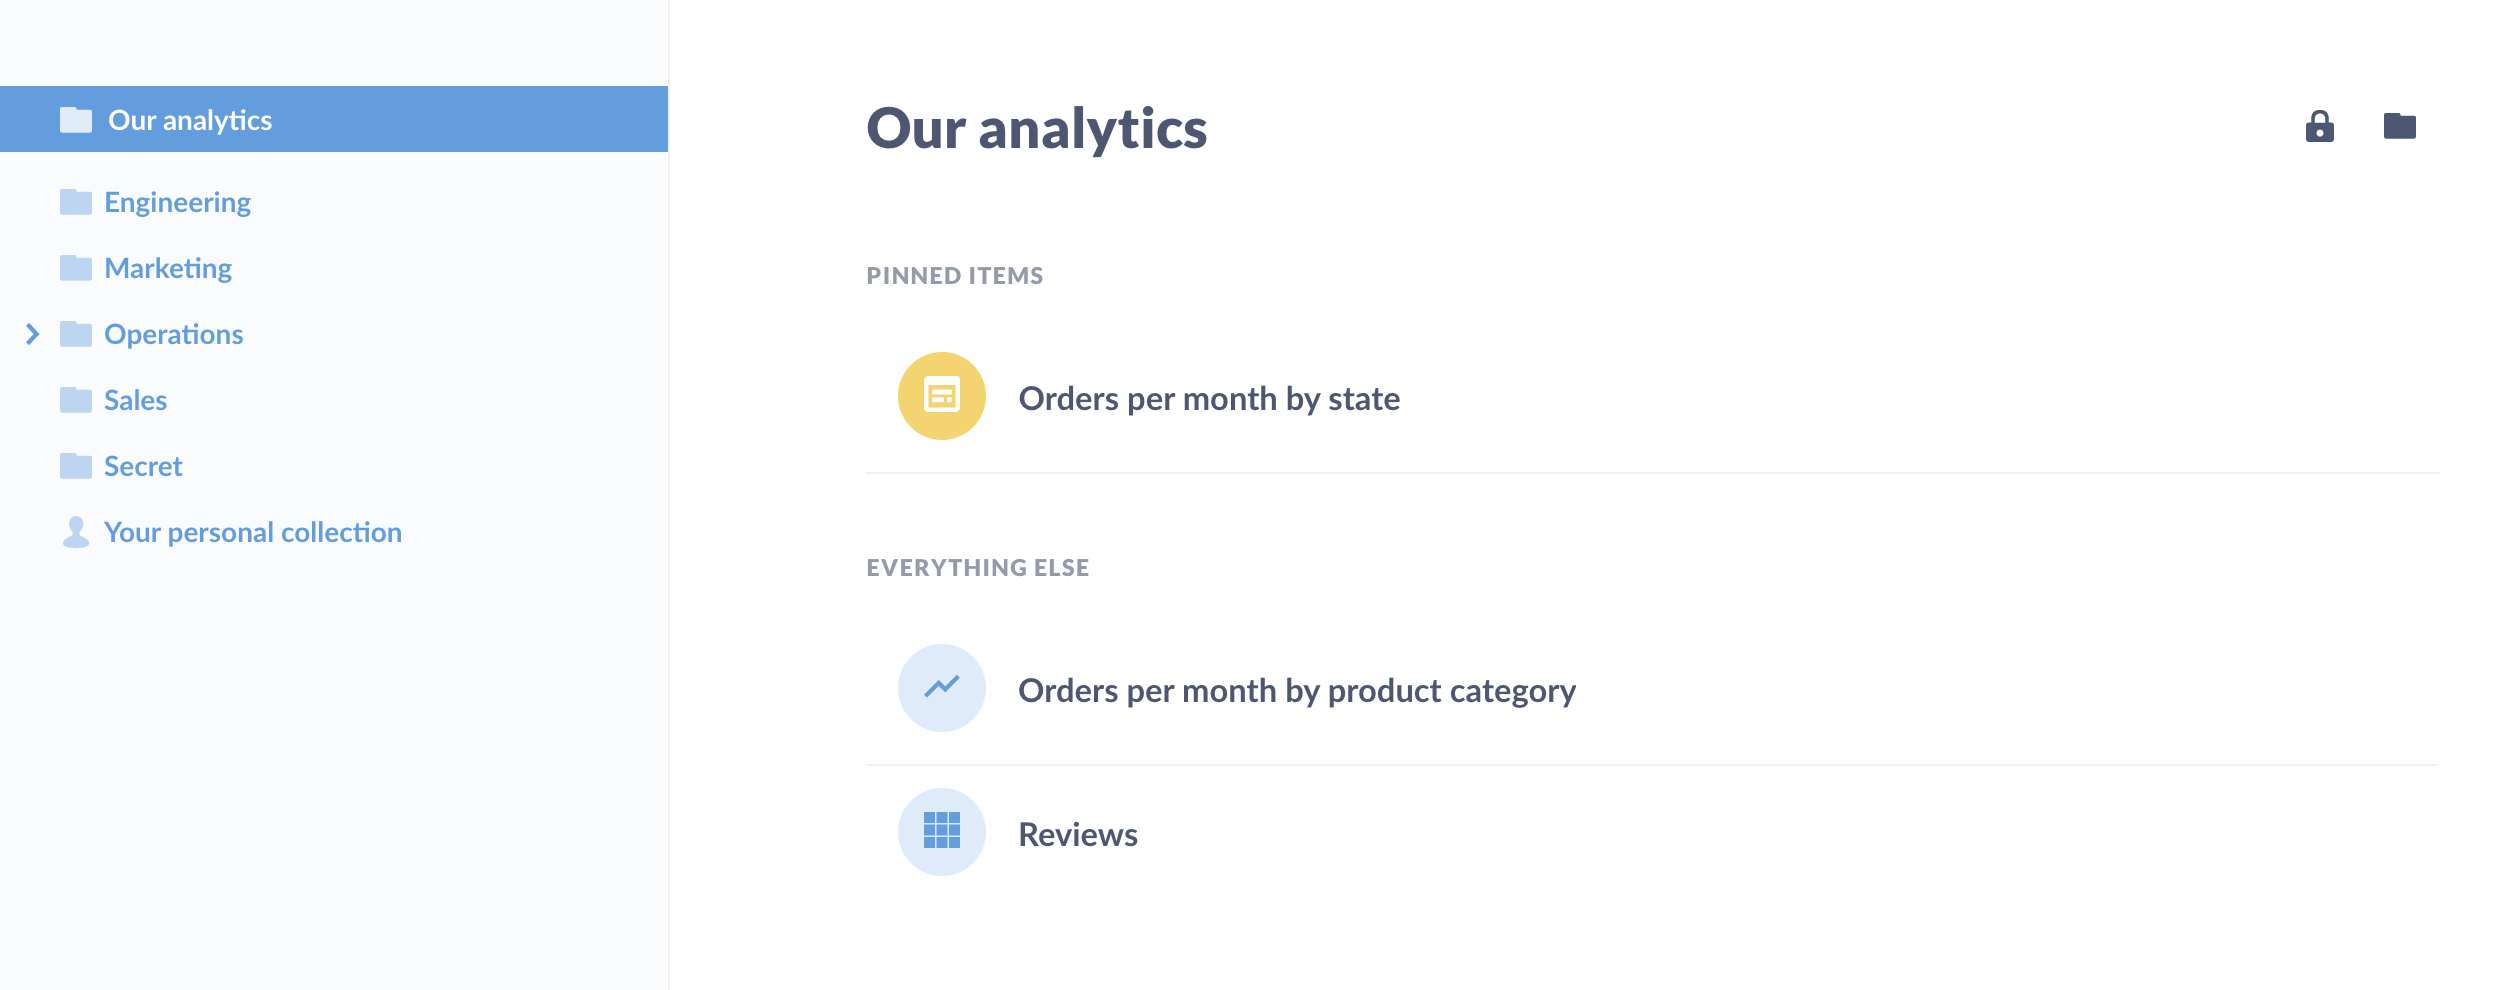 Our analytics
Engineering
Marketing
Operations
Sales
Secret
Your personal collection
Our analytics
PINNED ITEMS
Orders per month by state
EVERYTHING ELSE
Orders per month by product category
Reviews